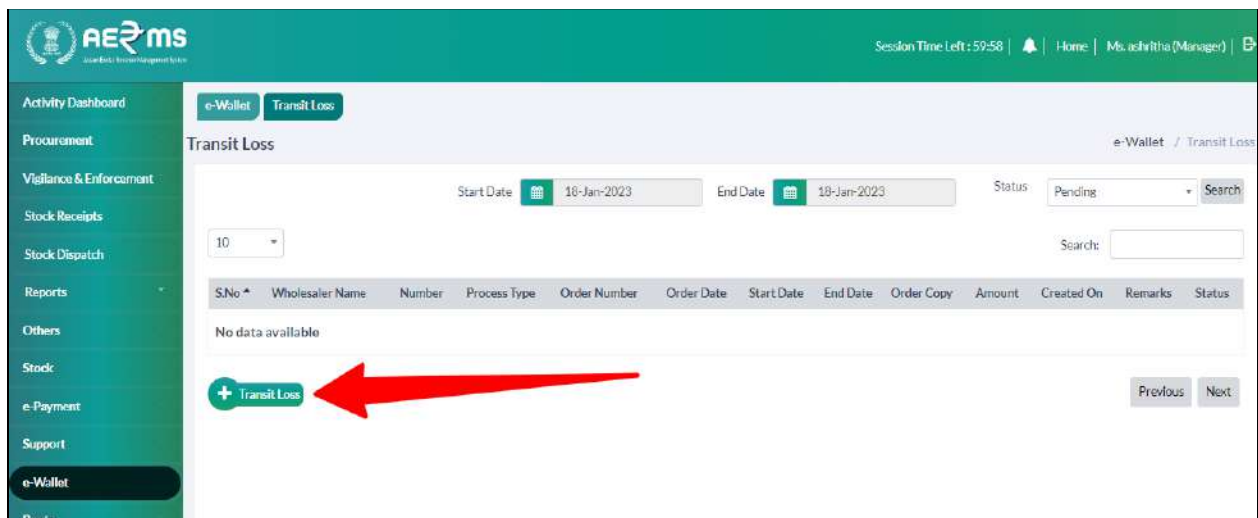 AERMS
Session Time Left : 59:58 | Home | Ms. ashritha (Manager) |
Activity Dashboard
Procurement
Vigilance & Enforcement
Stock Receipts
Stock Dispatch
Reports
Others
Stock
e-Payment
Support
e-Wallet
e-Wallet Transit Loss
Transit Loss
e-Wallet / Transit Loss
Start Date 18-Jan-2023 End Date 18-Jan-2023 Status Pending Search
10 Search:
S.No Wholesaler Name Number Process Type Order Number Order Date Start Date End Date Order Copy Amount Created On Remarks Status
No data available
+ Transit Loss
Previous Next